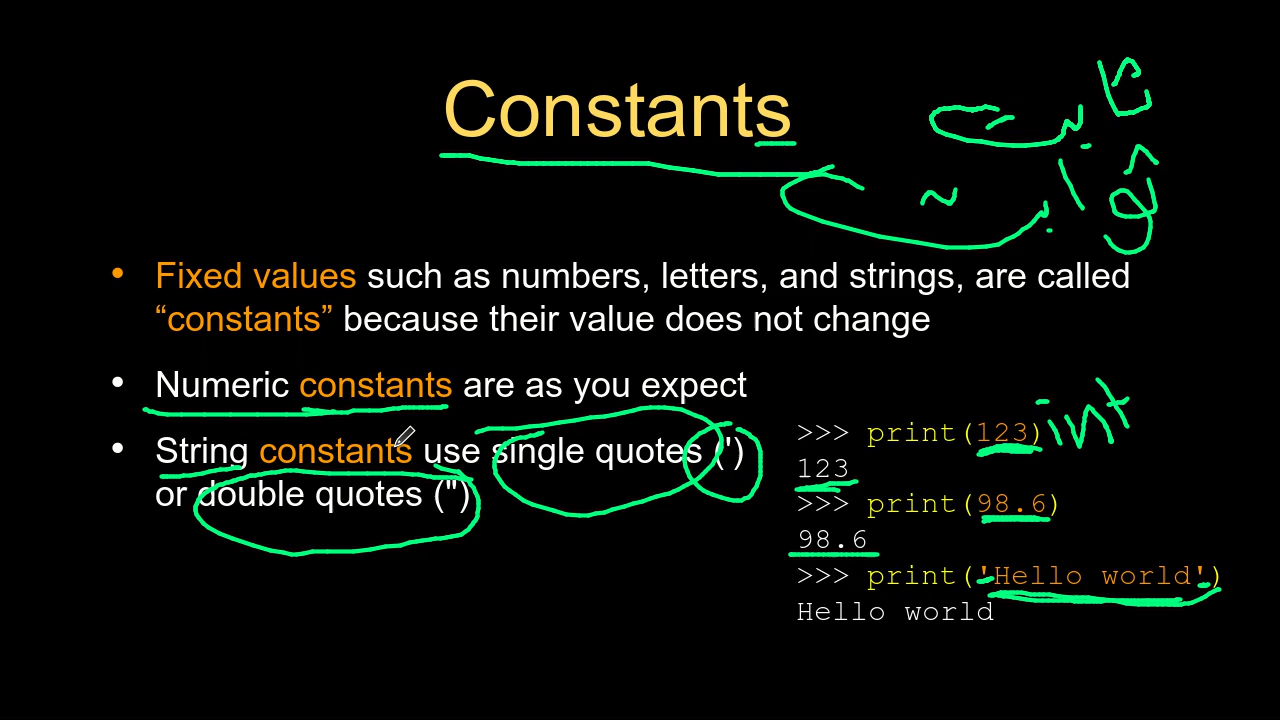 Constants
• Fixed values such as numbers, letters, and strings, are called
“constants” because their value does not change
• Numeric constants are as you expect
• String constants use single quotes (')
or double quotes (")
>>> print(123)
int
123
>>> print(98.6)
98.6
>>> print('Hello world')
Hello world